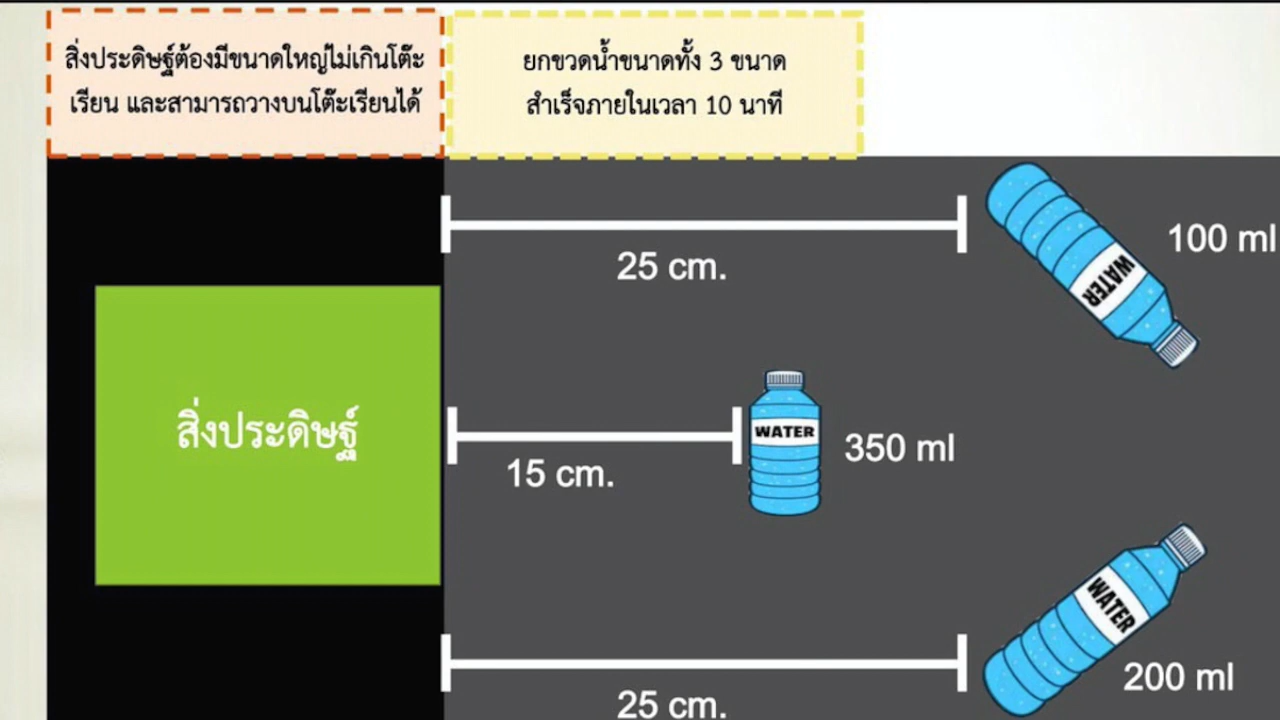 สิ่งประดิษฐ์ต้องมีขนาดใหญ่ไม่เกินโต๊ะ
เรียน และสามารถวางบนโต๊ะเรียนได้
ยกขวดน้ำขนาดทั้ง 3 ขนาด
สำเร็จภายในเวลา 10 นาที
25 cm.
100 ml
WATER
สิ่งประดิษฐ์
15 cm.
WATER
350 ml
25 cm.
WATER
200 ml